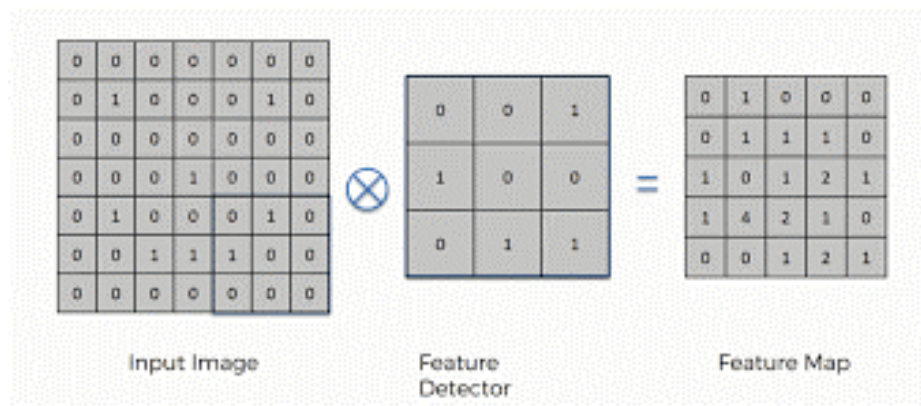 0 0 0 0 0 0 0
0 1 0 0 0 1 0
0 0 0 0 0 0 0
0 0 0 1 0 0 0
0 1 0 0 0 1 0
0 0 1 1 1 0 0
0 0 0 0 0 0 0
0 0 1
1 0 0
0 1 1
=
0 1 0 0 0
0 1 1 1 0
1 0 1 2 1
1 4 2 1 0
0 0 1 2 1
Input Image
Feature
Detector
Feature Map